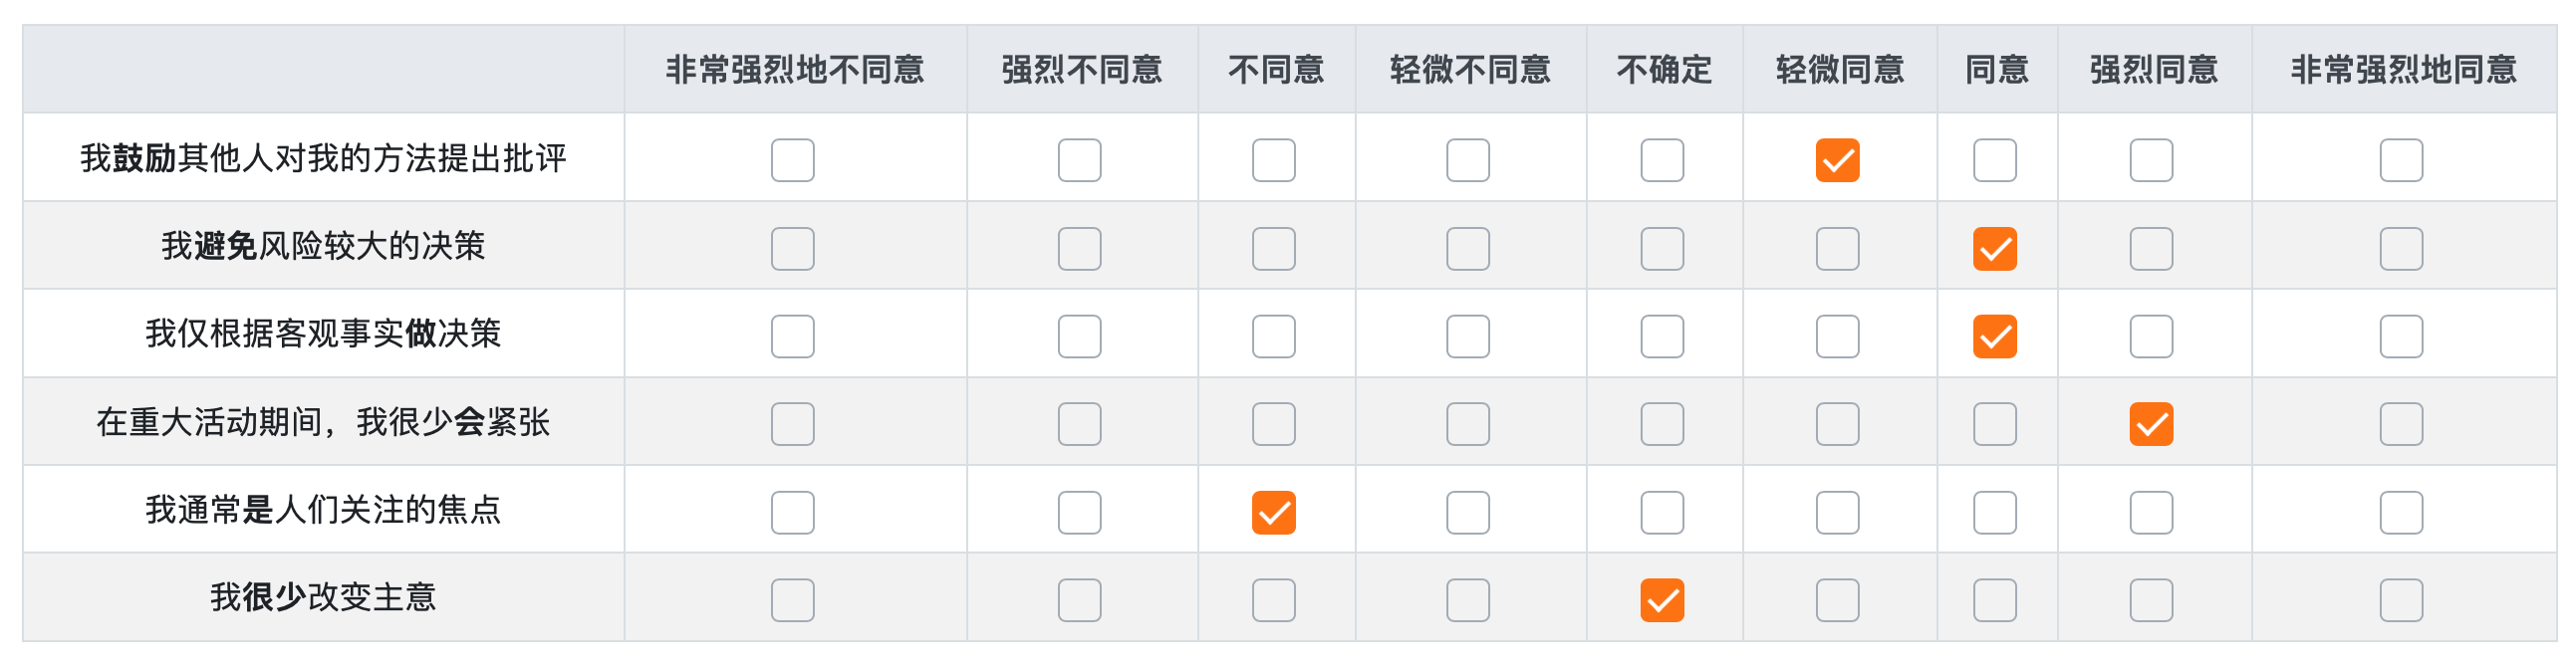 非常强烈地不同意 强烈不同意 不同意 轻微不同意 不确定 轻微同意 同意 强烈同意 非常强烈地同意
我鼓励其他人对我的方法提出批评
我避免风险较大的决策
我仅根据客观事实做决策
在重大活动期间，我很少会紧张
我通常是人们关注的焦点
我很少改变主意